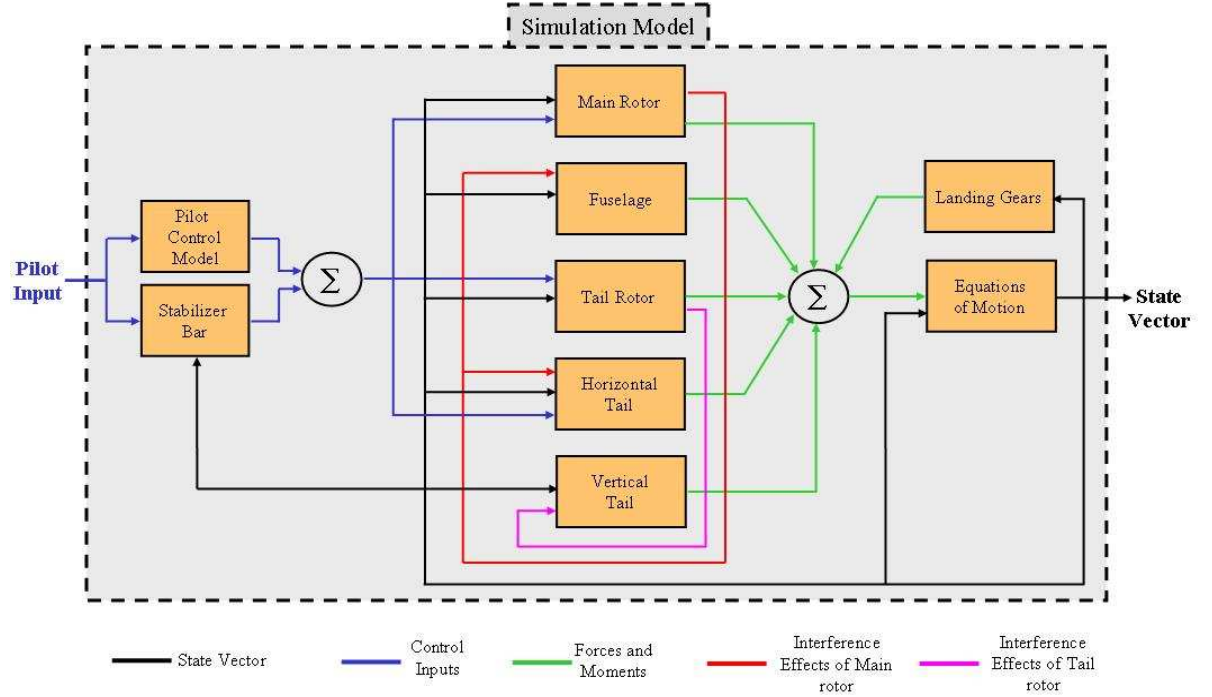 Simulation Model
Main Rotor
Fuselage
Landing Gears
Pilot
Control
Model
Pilot
Input
Σ
Stabilizer
Bar
Tail Rotor
Σ
Equations
of Motion
State
Vector
Horizontal
Tail
Vertical
Tail
State Vector
Control
Inputs
Forces and
Moments
Interference
Effects of Main
rotor
Interference
Effects of Tail
rotor